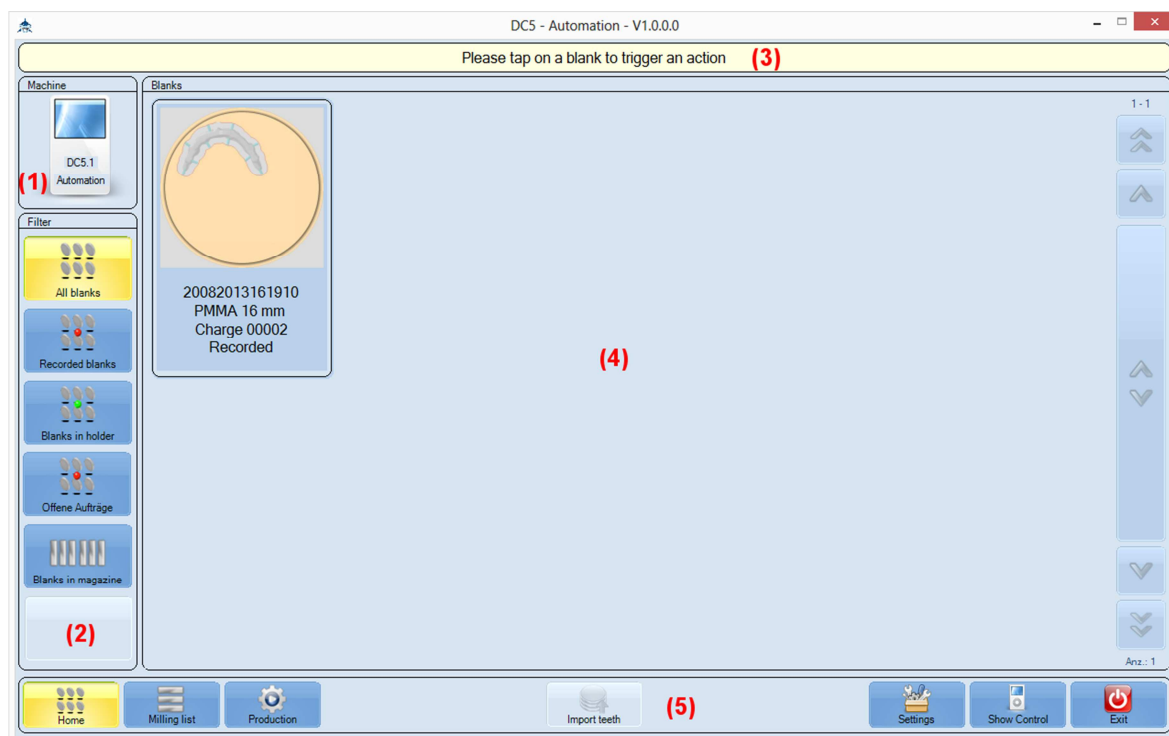 DC5 - Automation - V1.0.0.0
Please tap on a blank to trigger an action (3)
Machine
DC5.1
Automation
(1)
Filter
All blanks
Recorded blanks
Blanks in holder
Offene Aufträge
Blanks in magazine
(2)
Blanks
20082013161910
PMMA 16 mm
Charge 00002
Recorded
(4)
1 - 1
Anz.: 1
Home
Milling list
Production
Import teeth
(5)
Settings
Show Control
Exit